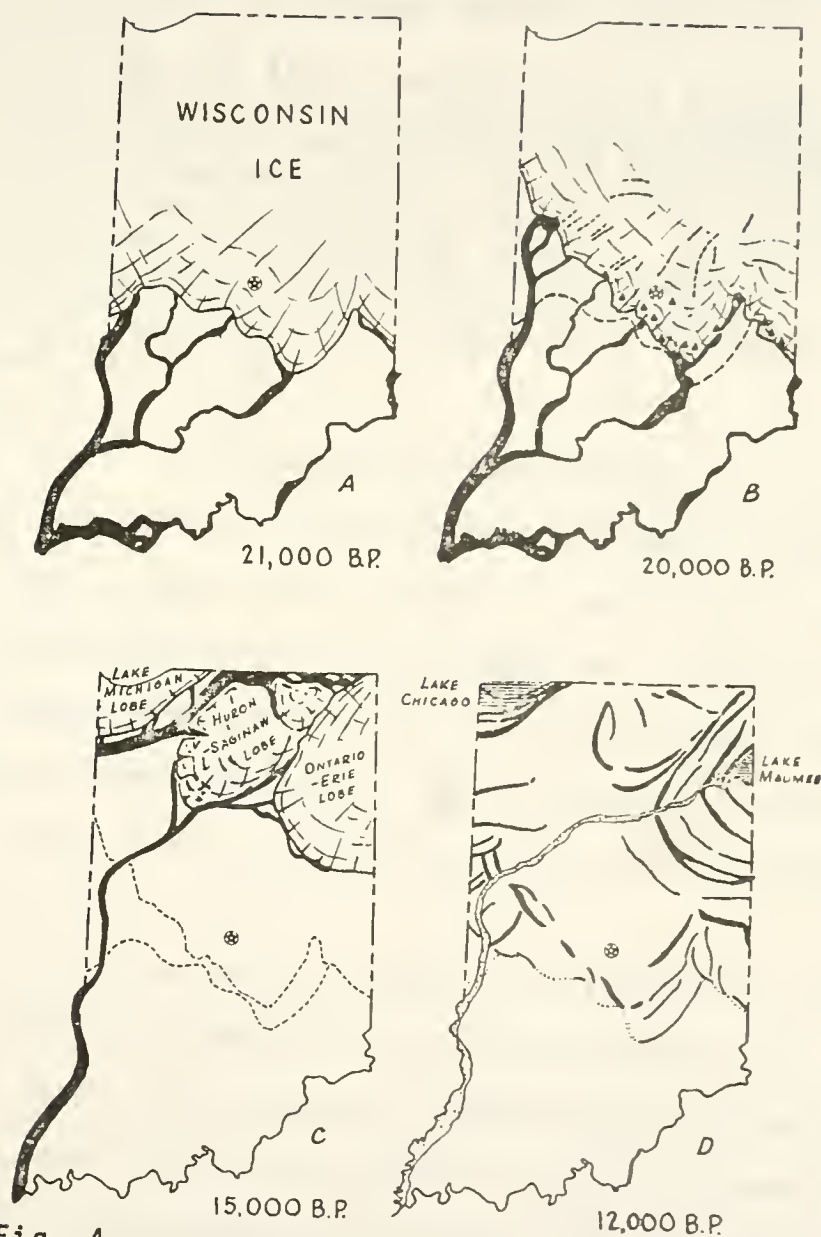 WISCONSIN
ICE
A
21,000 B.P.
B
20,000 B.P.
LAKE
MICHIGAN
LOBE
HURON
SAGINAW
LOBE
ONTARIO
-ERIE
LOBE
C
15,000 B.P.
LAKE
CHICAGO
LAKE
MAUMEE
D
12,000 B.P.
Fig. 4